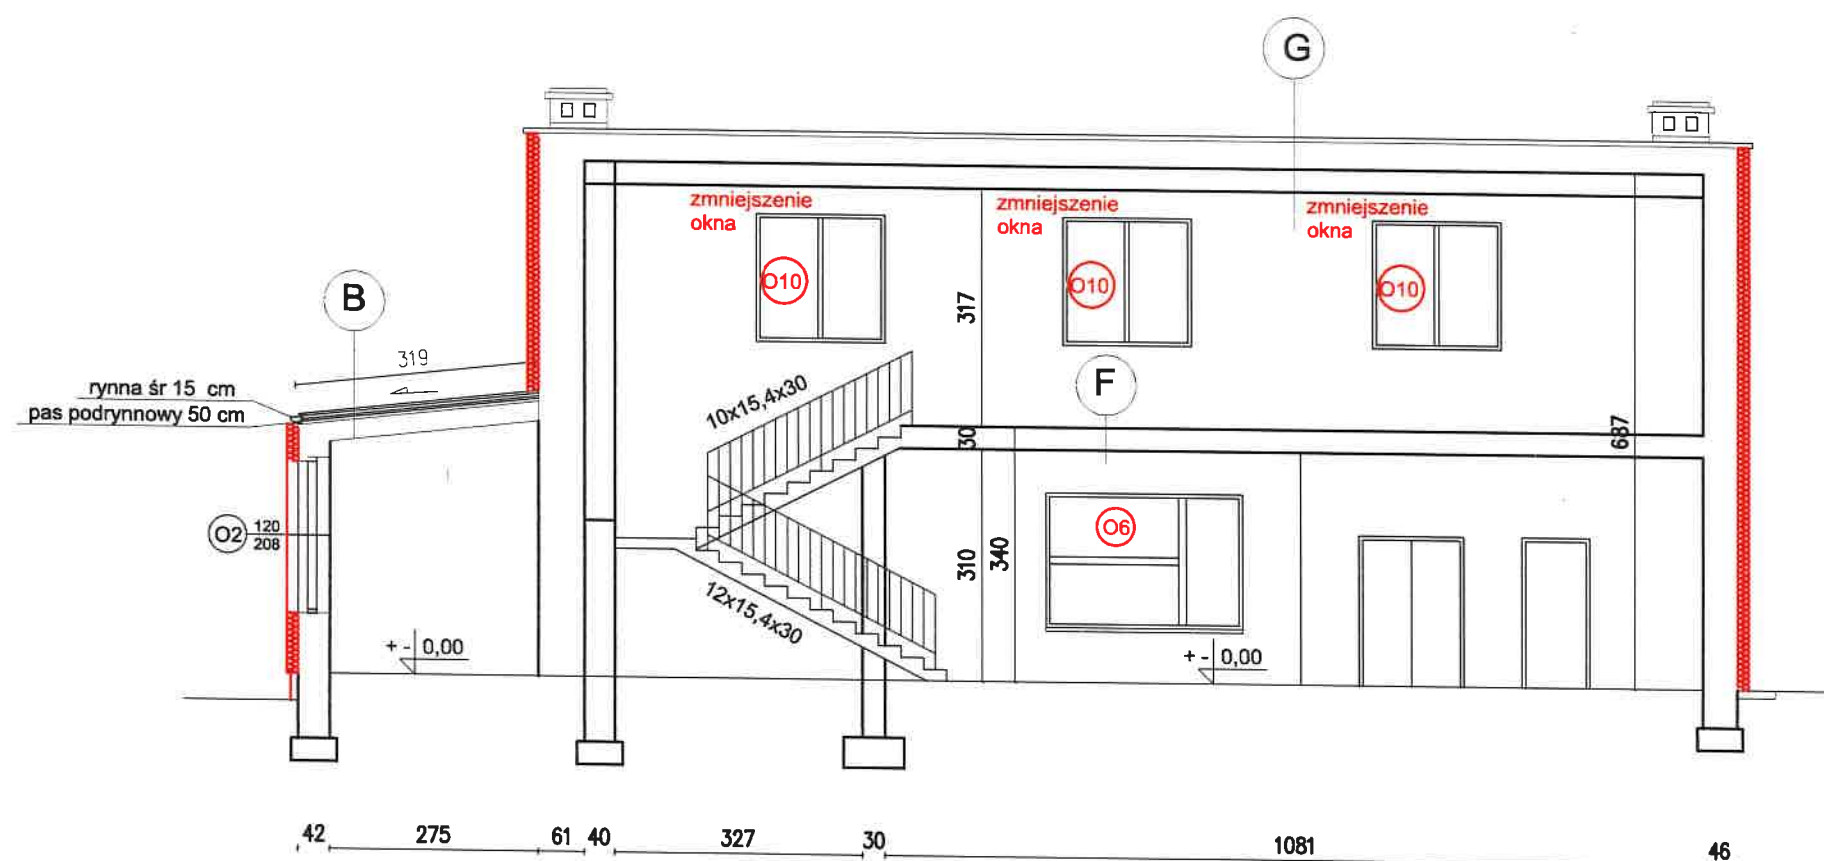 G
zmniejszenie
okna
zmniejszenie
okna
zmniejszenie
okna
O10
O10
O10
B
319
317
rynna śr 15 cm
pas podrynnowy 50 cm
F
10x15,4x30
30
687
O2
120
208
O6
310
340
12x15,4x30
+ - 0,00
+ - 0,00
42
275
61
40
327
30
1081
46